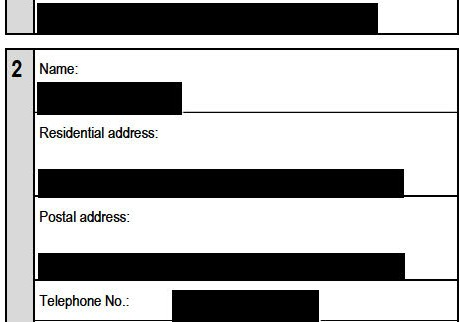 2 Name:
Residential address:
Postal address:
Telephone No.: